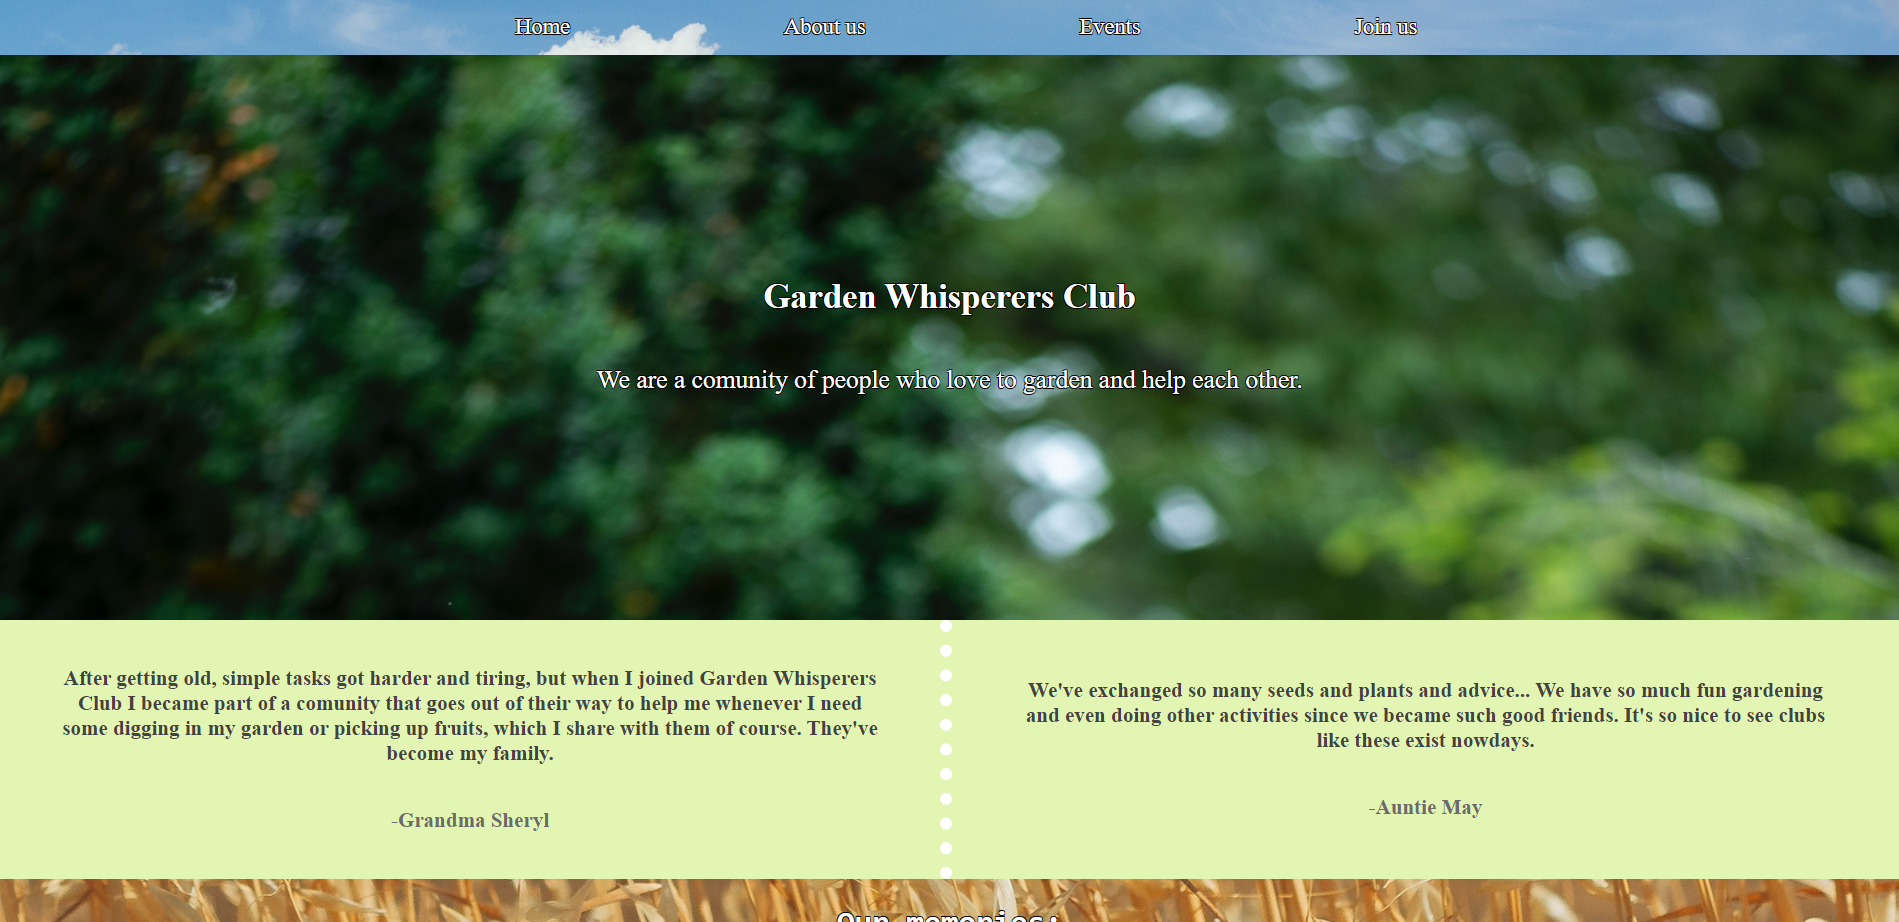 Home About us Events Join us
Garden Whisperers Club
We are a comunity of people who love to garden and help each other.
After getting old, simple tasks got harder and tiring, but when I joined Garden Whisperers
Club I became part of a comunity that goes out of their way to help me whenever I need
some digging in my garden or picking up fruits, which I share with them of course. They've
become my family.
-Grandma Sheryl
We've exchanged so many seeds and plants and advice... We have so much fun gardening
and even doing other activities since we became such good friends. It's so nice to see clubs
like these exist nowdays.
-Auntie May
Our memories: